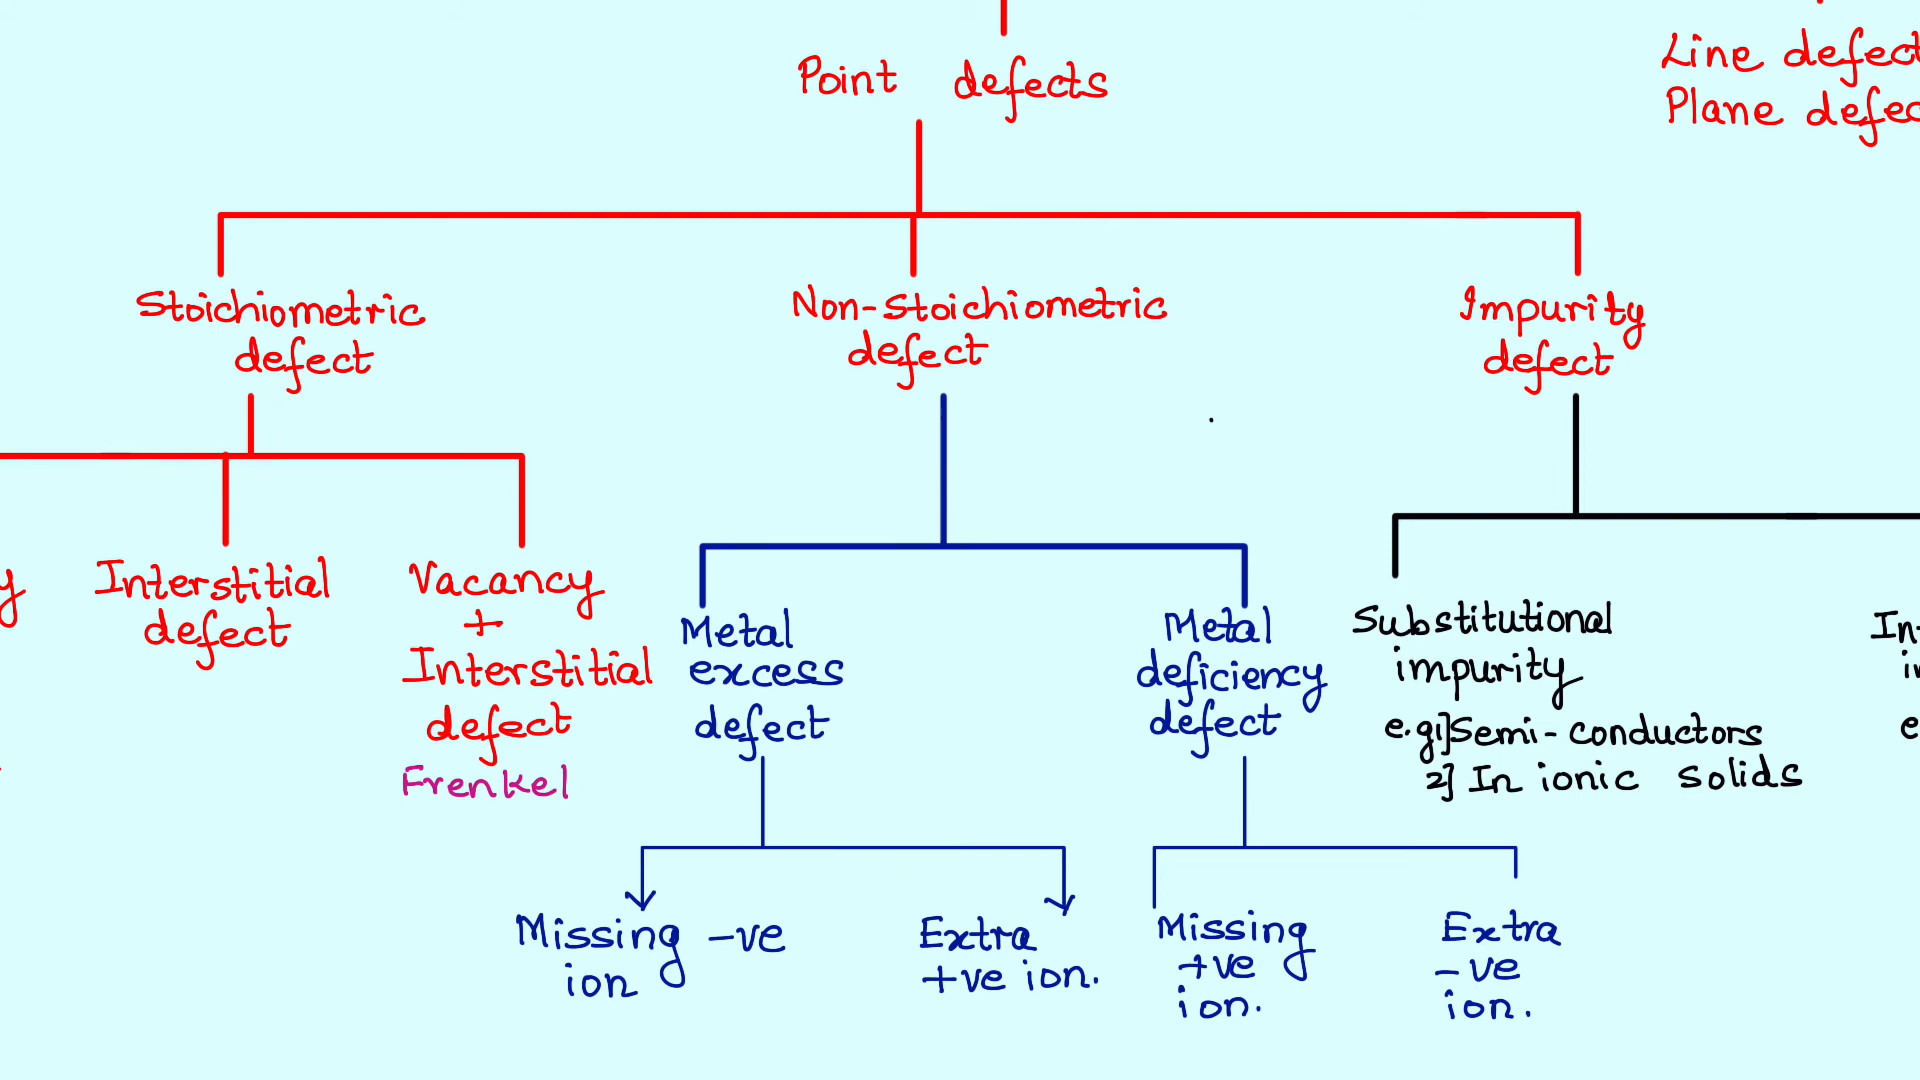 Point defects
Line defect
Plane defec
Stoichiometric
defect
Non-stoichiometric
defect
Impurity
defect
y
Interstitial
defect
Vacancy
+
Interstitial
defect
Frenkel
Metal
excess
defect
Metal
deficiency
defect
Substitutional
impurity
e.g 1] Semi-conductors
2] In ionic solids
In
i
e
Missing -ve
ion
Extra
+ve ion.
Missing
+ve
ion.
Extra
-ve
ion.